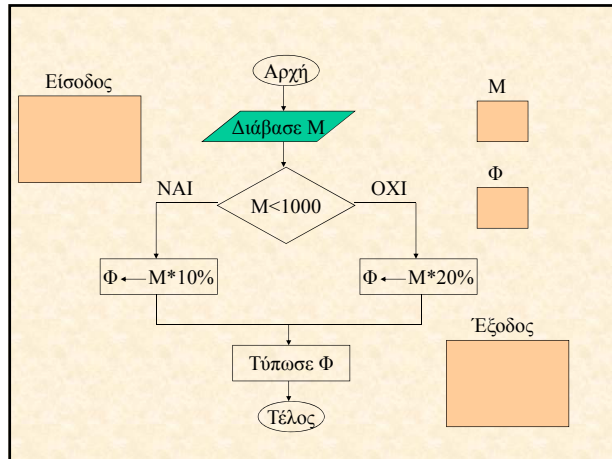 Αρχή
Είσοδος
Μ
Διάβασε Μ
Φ
ΝΑΙ
ΟΧΙ
Μ<1000
Φ ← Μ*10%
Φ ← Μ*20%
Έξοδος
Τύπωσε Φ
Τέλος